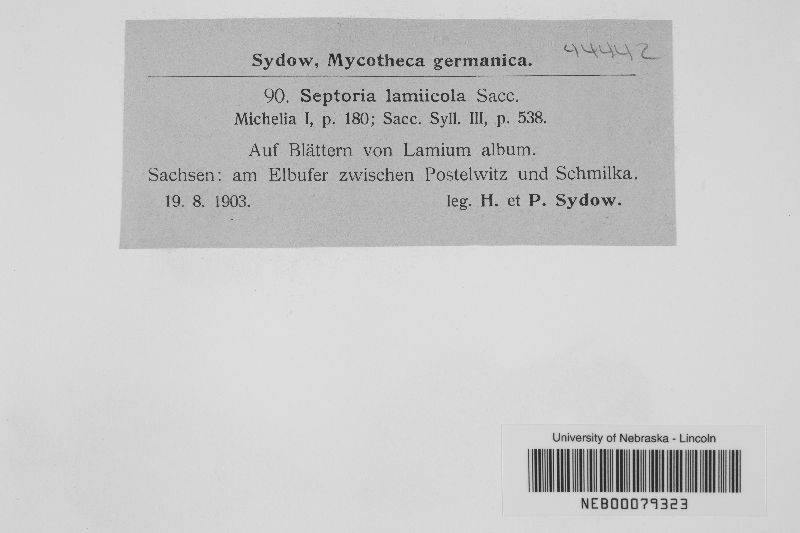 44442
Sydow, Mycotheca germanica.
90. Septoria lamiicola Sacc.
Michelia I, p. 180; Sacc. Syll. III, p. 538.
Auf Blättern von Lamium album.
Sachsen: am Elbufer zwischen Postelwitz und Schmilka.
19. 8. 1903. leg. H. et P. Sydow.
University of Nebraska - Lincoln
NEB00079323